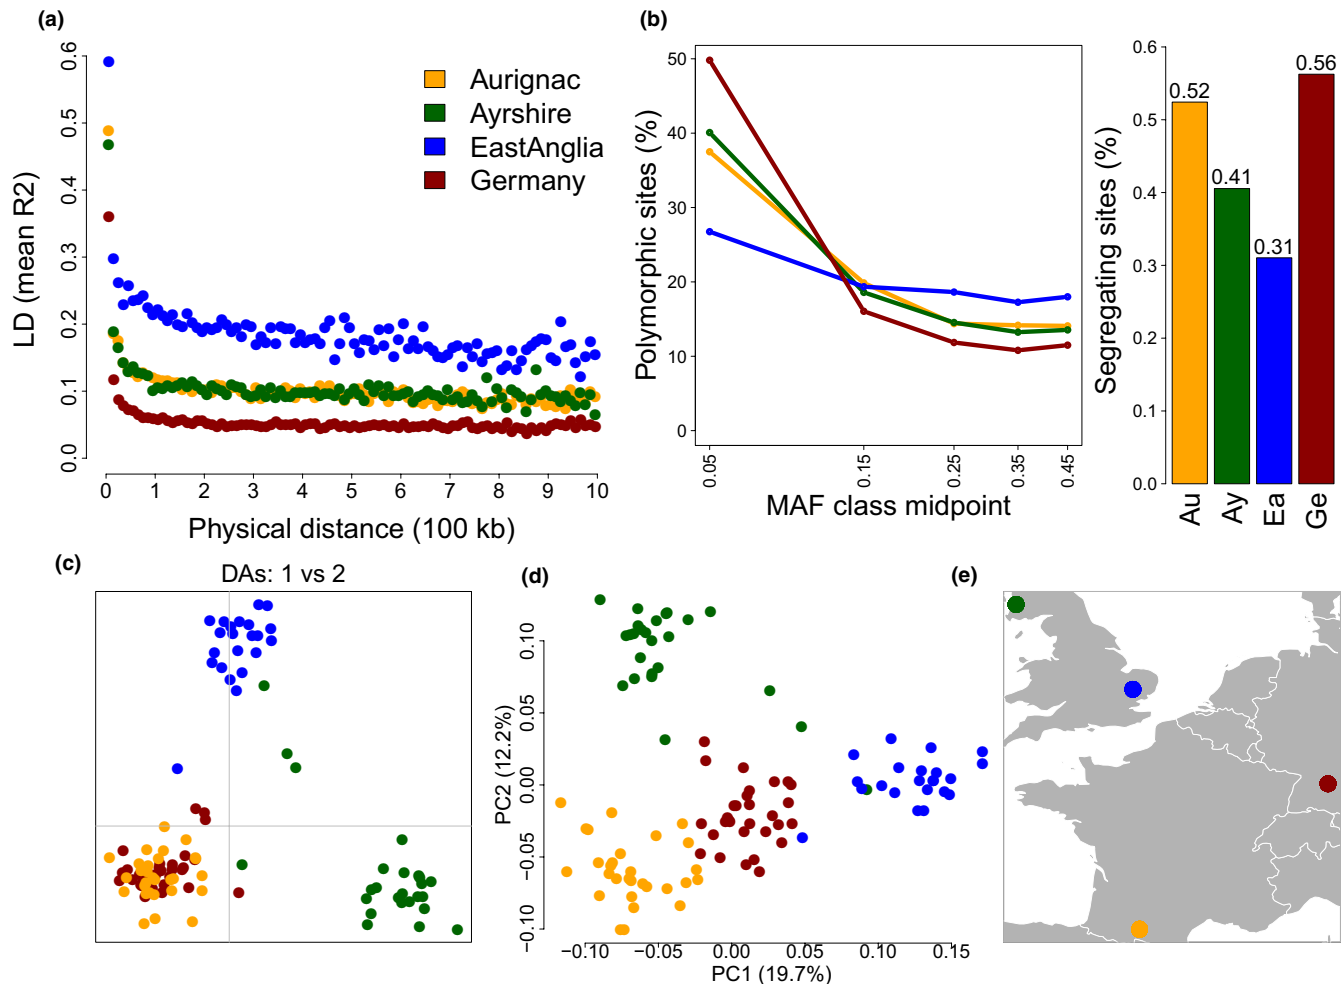 (a)
LD (mean R2)
0.0 0.1 0.2 0.3 0.4 0.5 0.6
Aurignac
Ayrshire
EastAnglia
Germany
0 1 2 3 4 5 6 7 8 9 10
Physical distance (100 kb)
(b)
Polymorphic sites (%)
50
40
30
20
10
0
0.05 0.15 0.25 0.35 0.45
MAF class midpoint
Segregating sites (%)
0.6
0.5
0.4
0.3
0.2
0.1
0.0
0.52
0.41
0.31
0.56
Au Ay Ea Ge
(c)
DAs: 1 vs 2
(d)
PC2 (12.2%)
−0.10 −0.05 0.00 0.05 0.10
−0.10 −0.05 0.00 0.05 0.10 0.15
PC1 (19.7%)
(e)